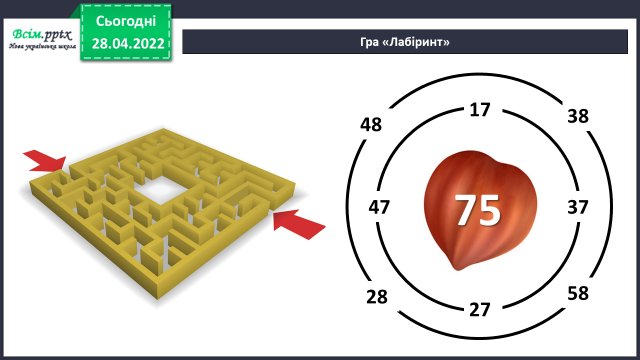 Всім.pptx
Нова українська школа
Сьогодні
28.04.2022
Гра «Лабіринт»
17
48
38
47
75
37
28
58
27